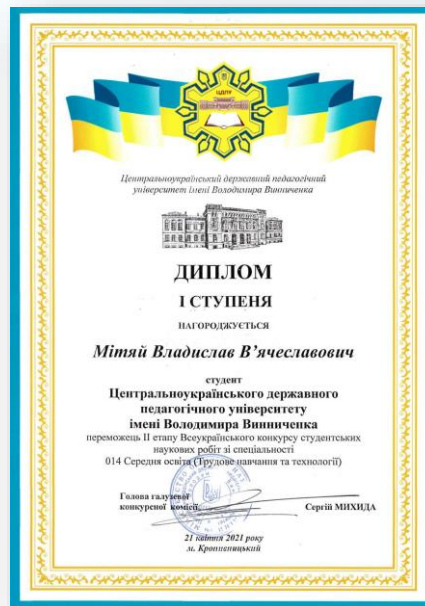 ЦДПУ
Центральноукраїнський державний педагогічний
університет імені Володимира Винниченка
ДИПЛОМ
І СТУПЕНЯ
НАГОРОДЖУЄТЬСЯ
Мітяй Владислав В’ячеславович
студент
Центральноукраїнського державного
педагогічного університету
імені Володимира Винниченка
переможець ІІ етапу Всеукраїнського конкурсу студентських
наукових робіт зі спеціальності
014 Середня освіта (Трудове навчання та технології)
Голова галузевої
конкурсної комісії
Сергій МИХИДА
21 квітня 2021 року
м. Кропивницький